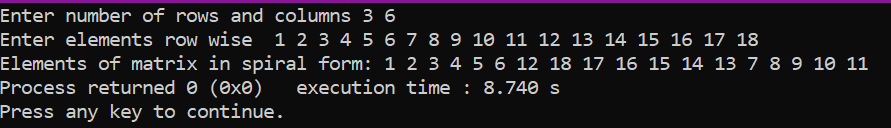 Enter number of rows and columns 3 6
Enter elements row wise  1 2 3 4 5 6 7 8 9 10 11 12 13 14 15 16 17 18
Elements of matrix in spiral form: 1 2 3 4 5 6 12 18 17 16 15 14 13 7 8 9 10 11
Process returned 0 (0x0)   execution time : 8.740 s
Press any key to continue.